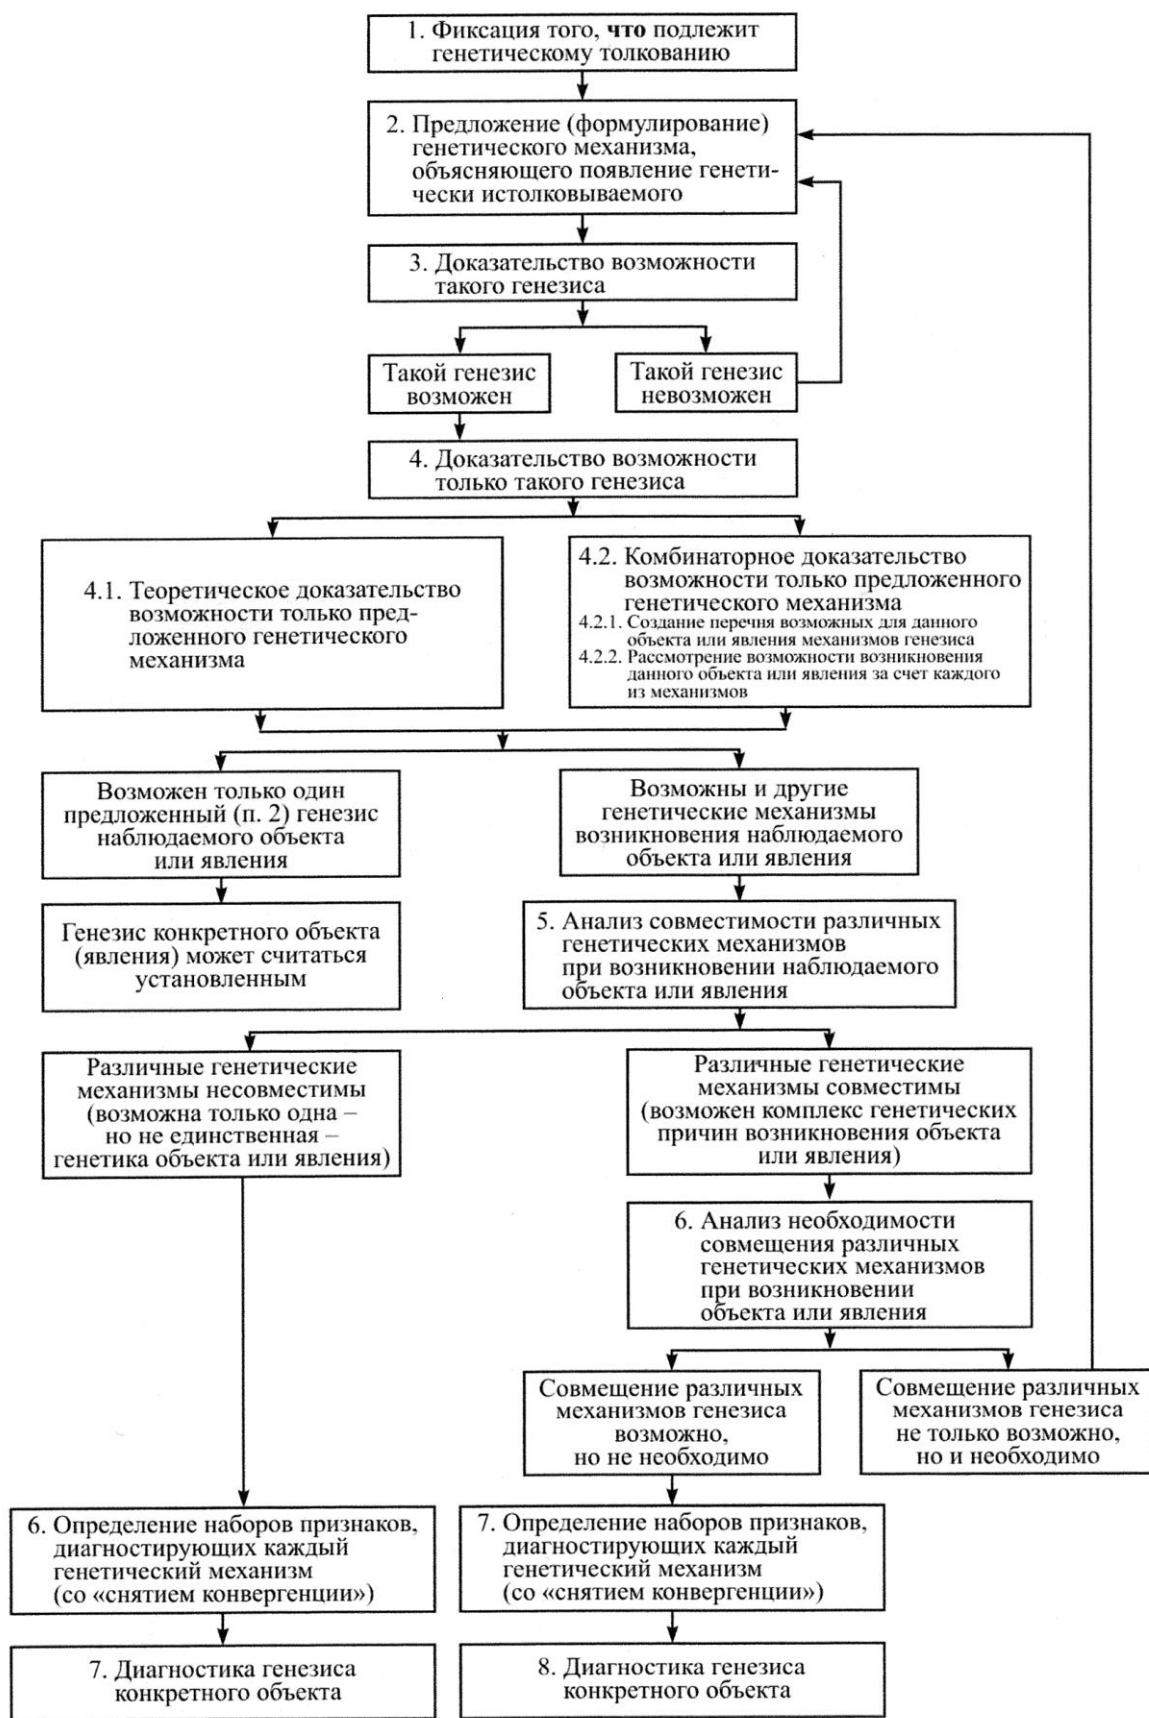 1. Фиксация того, что подлежит
генетическому толкованию
2. Предложение (формулирование)
генетического механизма,
объясняющего появление генети-
чески истолковываемого
3. Доказательство возможности
такого генезиса
Такой генезис
возможен
Такой генезис
невозможен
4. Доказательство возможности
только такого генезиса
4.1. Теоретическое доказательство
возможности только пред-
ложенного генетического
механизма
4.2. Комбинаторное доказательство
возможности только предложенного
генетического механизма
4.2.1. Создание перечня возможных для данного
объекта или явления механизмов генезиса
4.2.2. Рассмотрение возможности возникновения
данного объекта или явления за счет каждого
из механизмов
Возможен только один
предложенный (п. 2) генезис
наблюдаемого объекта
или явления
Возможны и другие
генетические механизмы
возникновения наблюдаемого
объекта или явления
Генезис конкретного объекта
(явления) может считаться
установленным
5. Анализ совместимости различных
генетических механизмов
при возникновении наблюдаемого
объекта или явления
Различные генетические
механизмы несовместимы
(возможна только одна –
но не единственная –
генетика объекта или явления)
Различные генетические
механизмы совместимы
(возможен комплекс генетических
причин возникновения объекта
или явления)
6. Анализ необходимости
совмещения различных
генетических механизмов
при возникновении
объекта или явления
Совмещение различных
механизмов генезиса
возможно,
но не необходимо
Совмещение различных
механизмов генезиса
не только возможно,
но и необходимо
6. Определение наборов признаков,
диагностирующих каждый
генетический механизм
(со «снятием конвергенции»)
7. Определение наборов признаков,
диагностирующих каждый
генетический механизм
(со «снятием конвергенции»)
7. Диагностика генезиса
конкретного объекта
8. Диагностика генезиса
конкретного объекта